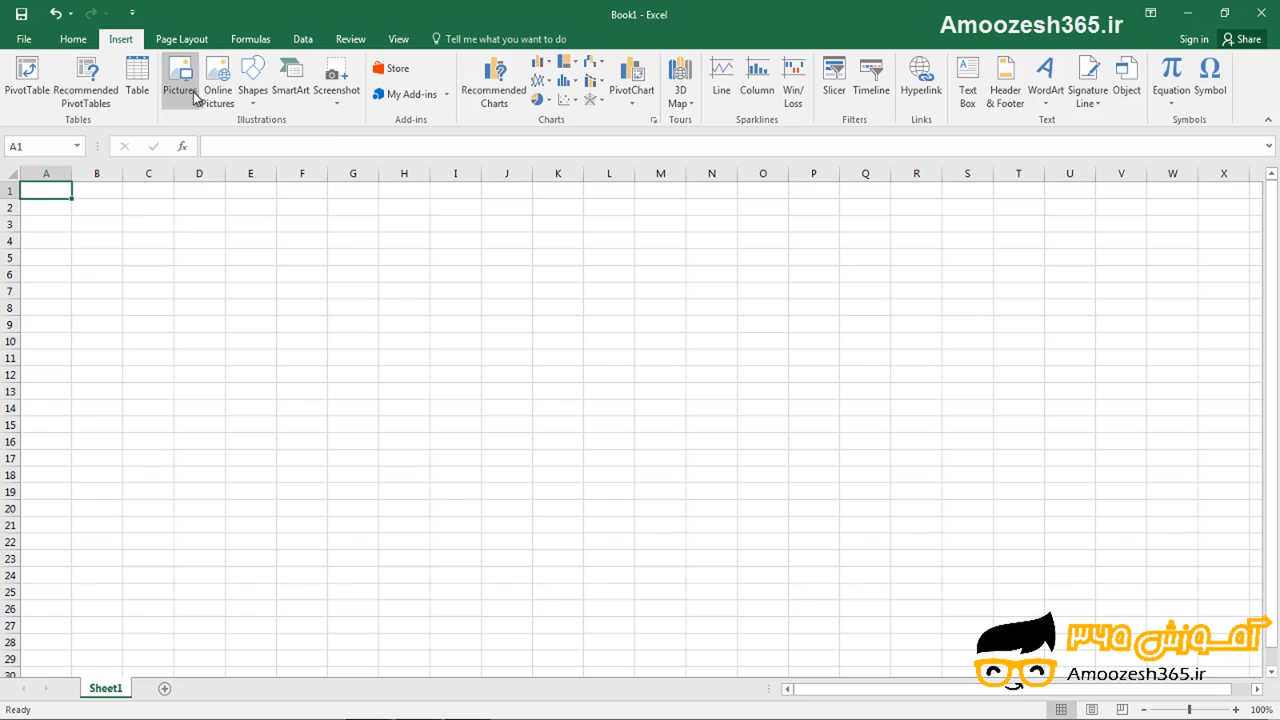 Book1 - Excel
Amoozesh365.ir
File Home Insert Page Layout Formulas Data Review View Tell me what you want to do Sign in Share
PivotTable Recommended PivotTables Table Pictures Online Pictures Shapes SmartArt Screenshot Store My Add-ins Recommended Charts PivotChart 3D Map Line Column Win/ Loss Slicer Timeline Hyperlink Text Box Header & Footer WordArt Signature Line Object Equation Symbol
Tables Illustrations Add-ins Charts Tours Sparklines Filters Links Text Symbols
A1 fx
A B C D E F G H I J K L M N O P Q R S T U V W X
1
2
3
4
5
6
7
8
9
10
11
12
13
14
15
16
17
18
19
20
21
22
23
24
25
26
27
28
29
30
آموزش ۳۶۵
Amoozesh365.ir
Sheet1
Ready 100%